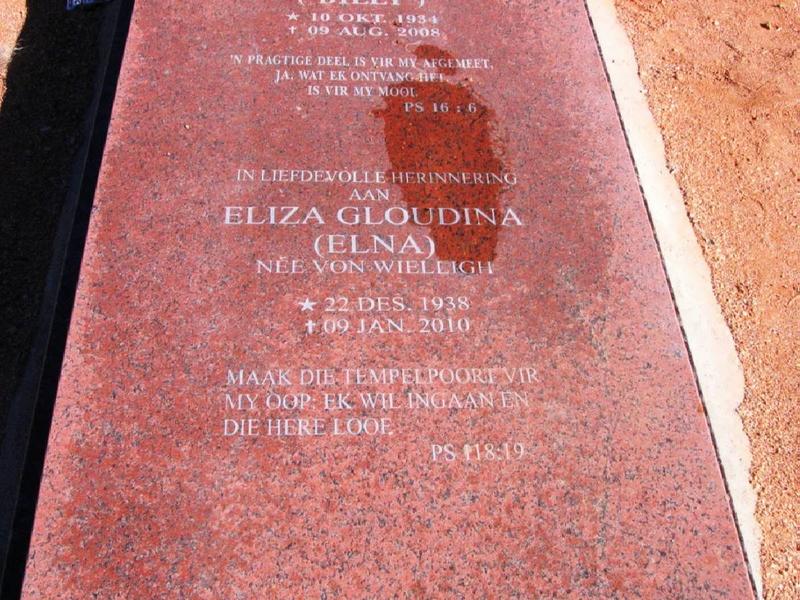 ("BILLY")
★ 10 OKT. 1934
✝ 09 AUG. 2008
'N PRAGTIGE DEEL IS VIR MY AFGEMEET,
JA, WAT EK ONTVANG HET,
IS VIR MY MOOI.
PS 16 : 6
IN LIEFDEVOLLE HERINNERING
AAN
ELIZA GLOUDINA
(ELNA)
NÉE VON WIELLIGH
★ 22 DES. 1938
✝ 09 JAN. 2010
MAAK DIE TEMPELPOORT VIR
MY OOP: EK WIL INGAAN EN
DIE HERE LOOF.
PS 118:19